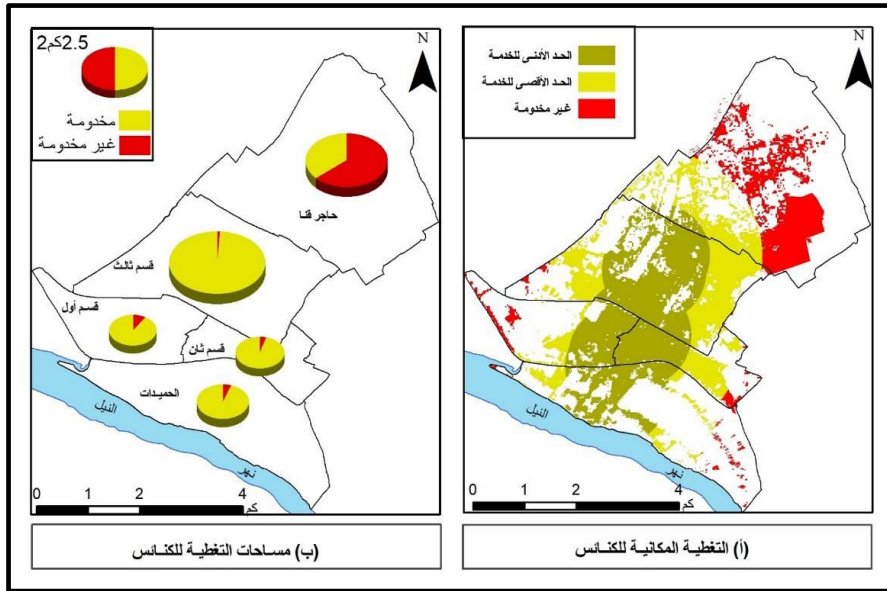 N
الحد الأدنى للخدمة
الحد الأقصى للخدمة
غير مخدومة
النيل
نهر
0 1 2 4
كم
(أ) التغطية المكانية للكنائس
2.5كم2
مخدومة
غير مخدومة
N
حاجر قنا
قسم ثالث
قسم أول
قسم ثان
الحميدات
النيل
نهر
0 1 2 4
كم
(ب) مساحات التغطية للكنائس